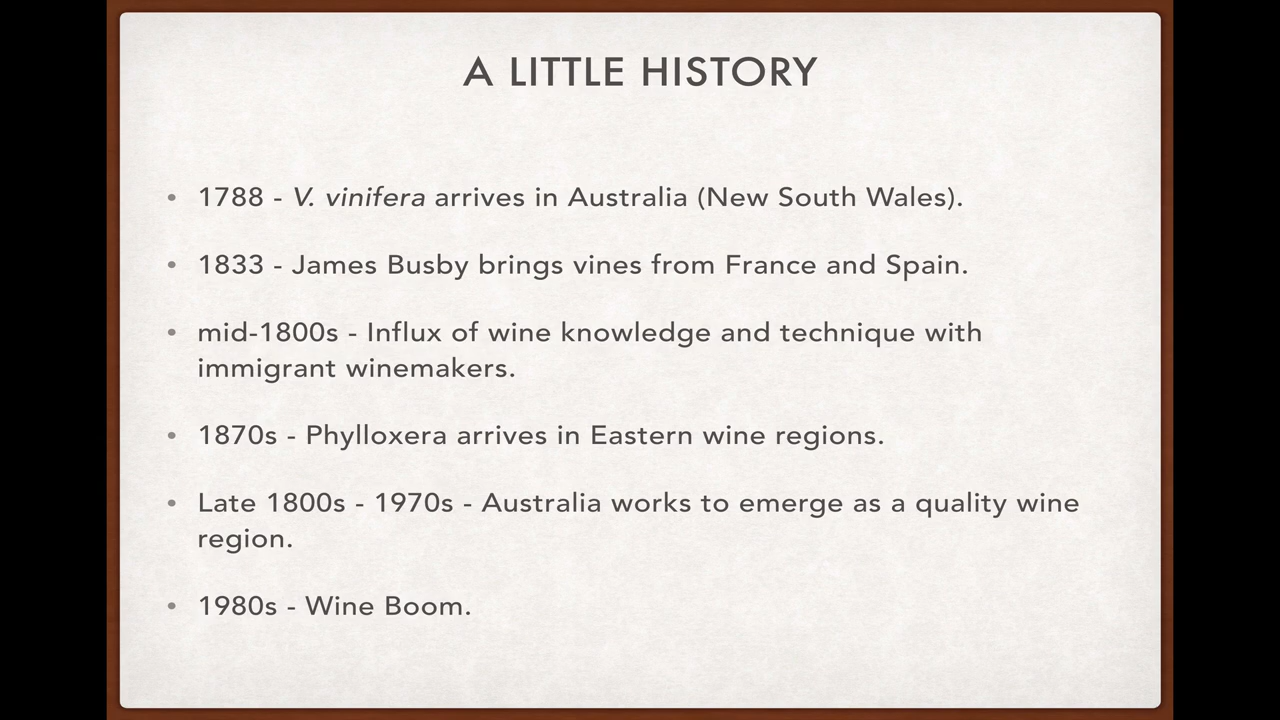 A LITTLE HISTORY
• 1788 - V. vinifera arrives in Australia (New South Wales).
• 1833 - James Busby brings vines from France and Spain.
• mid-1800s - Influx of wine knowledge and technique with
immigrant winemakers.
• 1870s - Phylloxera arrives in Eastern wine regions.
• Late 1800s - 1970s - Australia works to emerge as a quality wine
region.
• 1980s - Wine Boom.